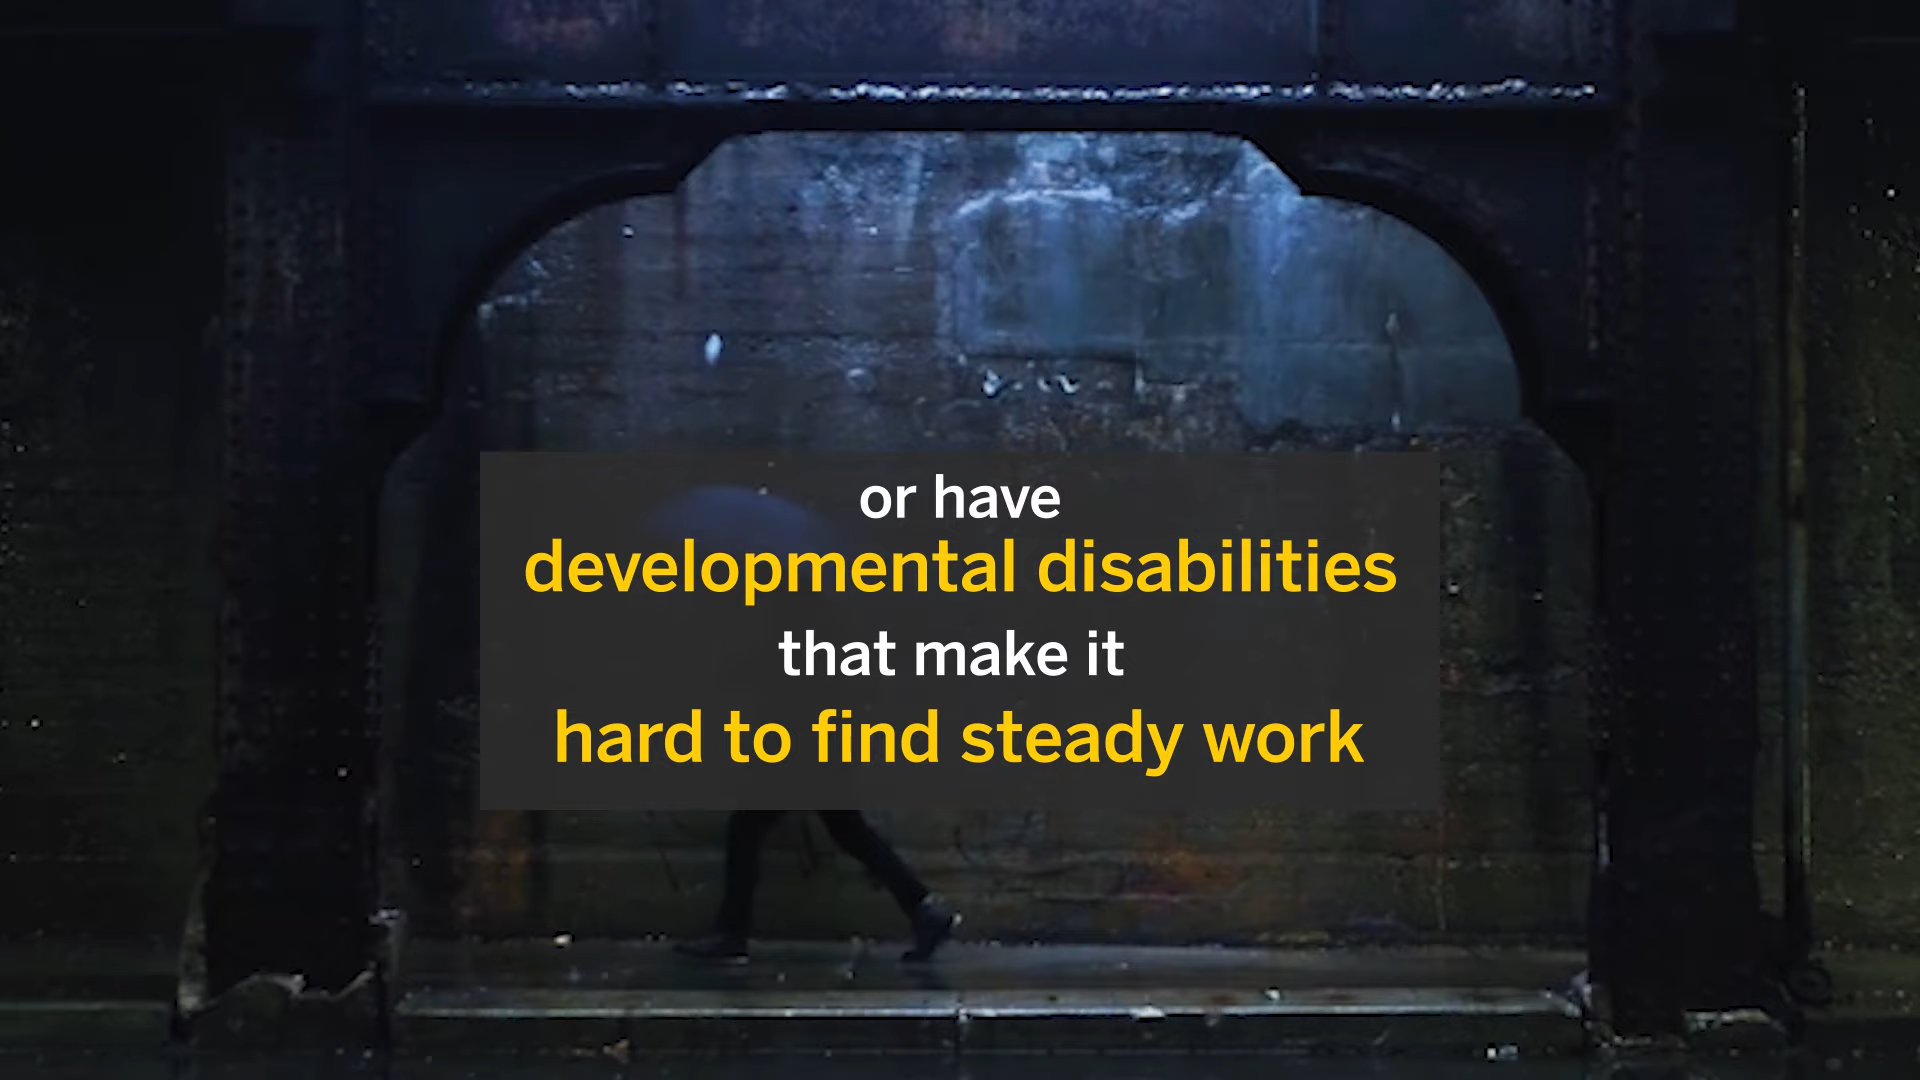 or have
developmental disabilities
that make it
hard to find steady work